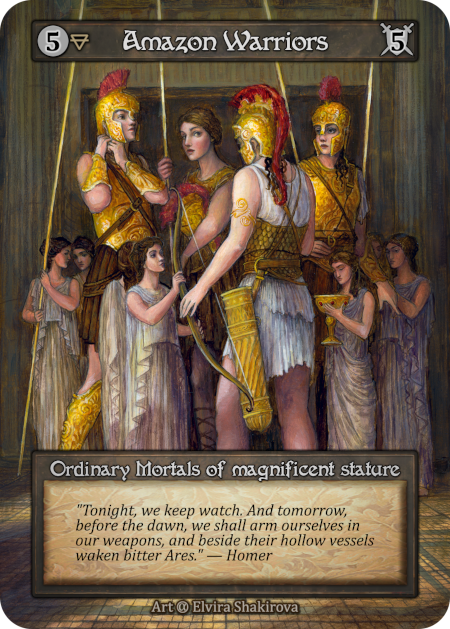 5 Amazon Warriors 5
Ordinary Mortals of magnificent stature
"Tonight, we keep watch. And tomorrow,
before the dawn, we shall arm ourselves in
our weapons, and beside their hollow vessels
waken bitter Ares." — Homer
Art @ Elvira Shakirova